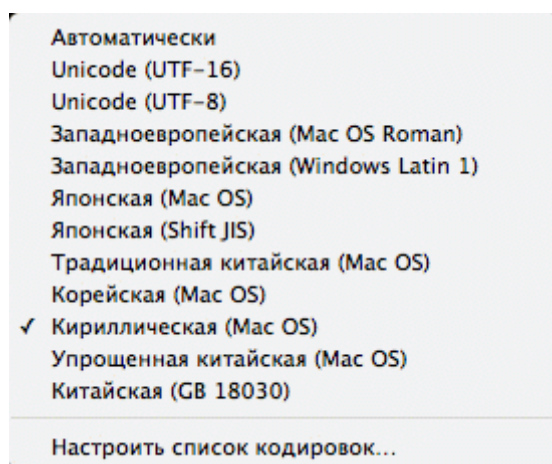 Автоматически
Unicode (UTF-16)
Unicode (UTF-8)
Западноевропейская (Mac OS Roman)
Западноевропейская (Windows Latin 1)
Японская (Mac OS)
Японская (Shift JIS)
Традиционная китайская (Mac OS)
Корейская (Mac OS)
✓ Кириллическая (Mac OS)
Упрощенная китайская (Mac OS)
Китайская (GB 18030)
Настроить список кодировок...